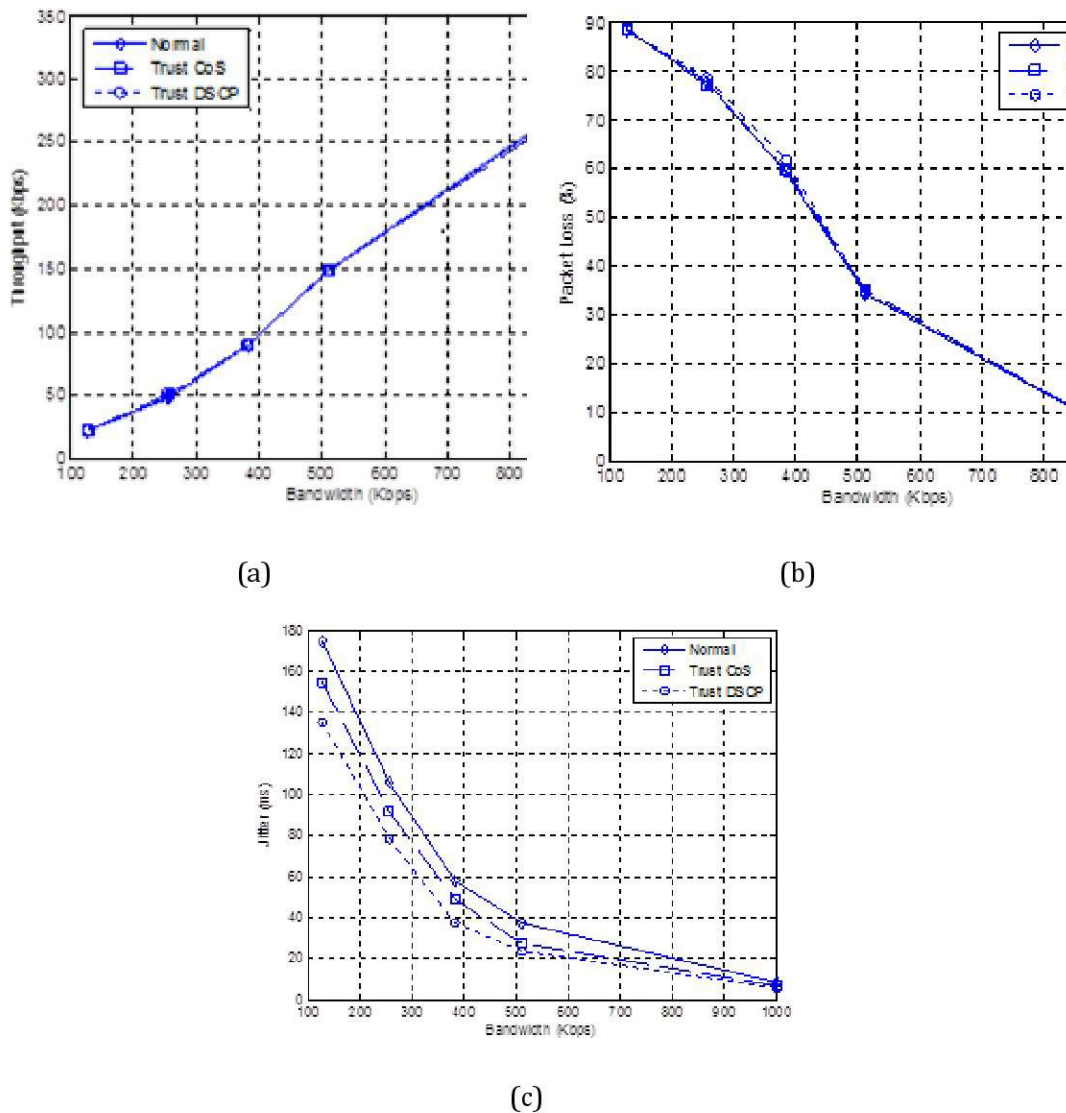 350
300
250
200
150
100
50
0
Throughput (Kbps)
Normal
Trust CoS
Trust DSCP
100 200 300 400 500 600 700 800
Bandwidth (Kbps)
(a)
90
80
70
60
50
40
30
20
10
0
Packet Loss (%)
100 200 300 400 500 600 700 800
Bandwidth (Kbps)
(b)
180
160
140
120
100
80
60
40
20
0
Jitter (ms)
Normal
Trust CoS
Trust DSCP
100 200 300 400 500 600 700 800 900 1000
Bandwidth (Kbps)
(c)